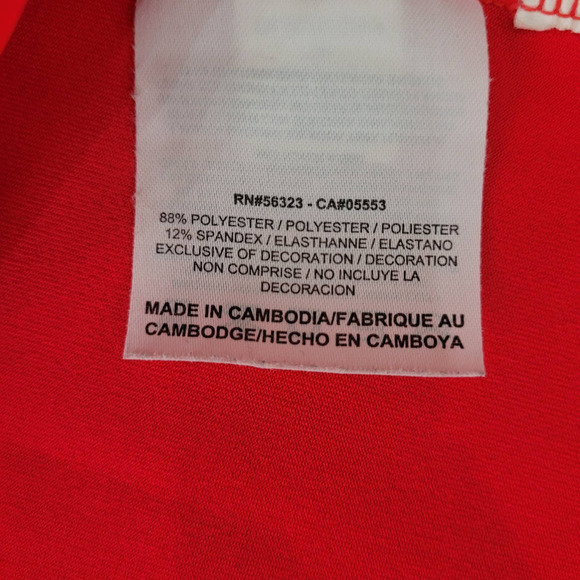 RN#56323 - CA#05553
88% POLYESTER / POLYESTER / POLIESTER
12% SPANDEX / ELASTHANNE / ELASTANO
EXCLUSIVE OF DECORATION / DECORATION
NON COMPRISE / NO INCLUYE LA
DECORACION
MADE IN CAMBODIA/FABRIQUE AU
CAMBODGE/HECHO EN CAMBOYA